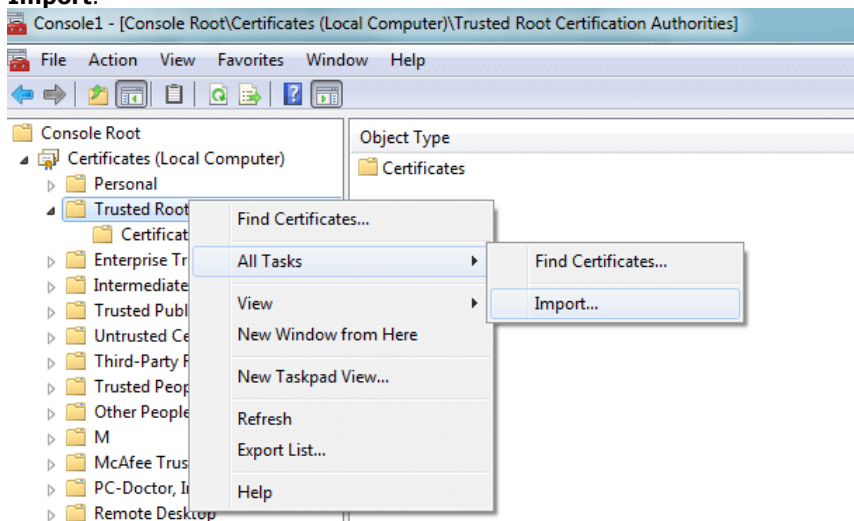 Import.
Console1 - [Console Root\Certificates (Local Computer)\Trusted Root Certification Authorities]
File Action View Favorites Window Help
Console Root
Certificates (Local Computer)
Personal
Trusted Root
Certificat
Enterprise Tr
Intermediate
Trusted Publ
Untrusted Ce
Third-Party F
Trusted Peop
Other People
M
McAfee Trus
PC-Doctor, I
Remote Desktop
Object Type
Certificates
Find Certificates...
All Tasks
View
New Window from Here
New Taskpad View...
Refresh
Export List...
Help
Find Certificates...
Import...